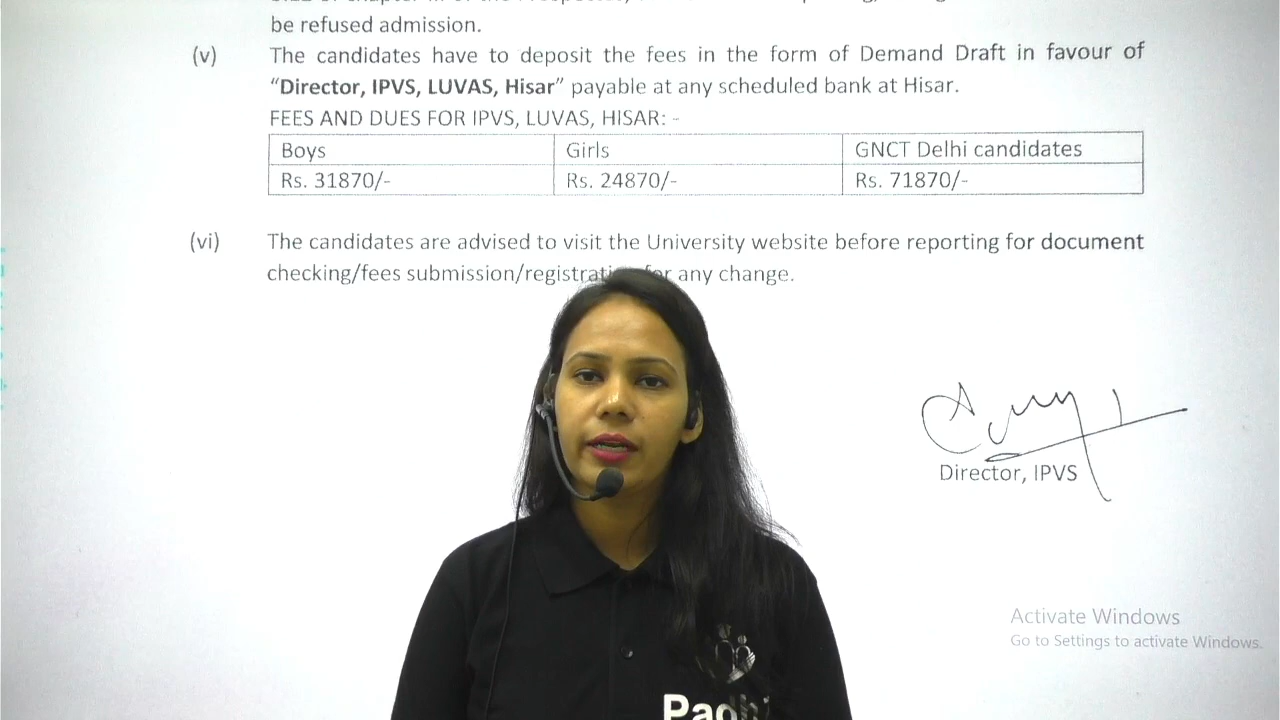 be refused admission.
(v) The candidates have to deposit the fees in the form of Demand Draft in favour of
“Director, IPVS, LUVAS, Hisar” payable at any scheduled bank at Hisar.
FEES AND DUES FOR IPVS, LUVAS, HISAR: -
Boys Girls GNCT Delhi candidates
Rs. 31870/- Rs. 24870/- Rs. 71870/-
(vi) The candidates are advised to visit the University website before reporting for document
checking/fees submission/registration for any change.
Director, IPVS
Activate Windows
Go to Settings to activate Windows.